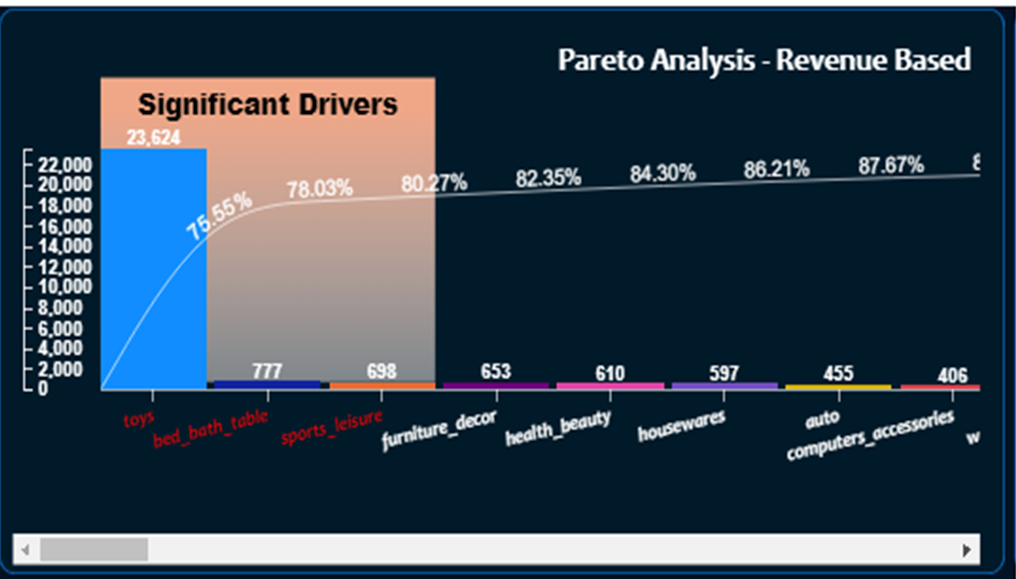 Pareto Analysis - Revenue Based
Significant Drivers
23,624
22,000
20,000
18,000
16,000
14,000
12,000
10,000
8,000
6,000
4,000
2,000
0
75.55%
78.03%
80.27%
82.35%
84.30%
86.21%
87.67%
8
777
698
653
610
597
455
406
toys
bed_bath_table
sports_leisure
furniture_decor
health_beauty
housewares
auto
computers_accessories
w